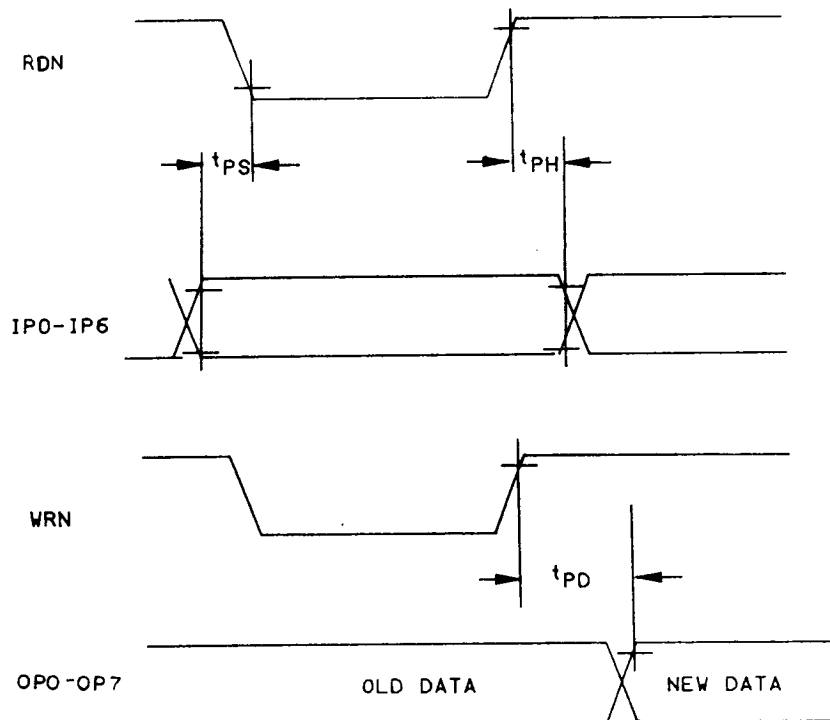 RDN
tPS
tPH
IP0-IP6
WRN
tPD
OP0-OP7
OLD DATA
NEW DATA